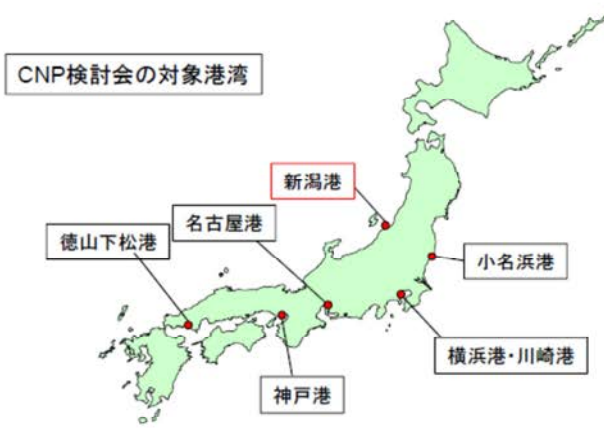 CNP検討会の対象港湾
新潟港
名古屋港
徳山下松港
小名浜港
横浜港・川崎港
神戸港